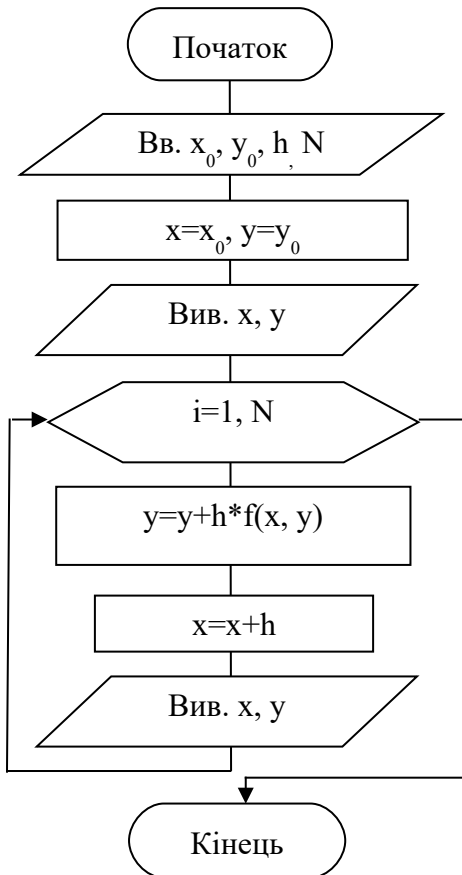 Початок
Вв. x₀, y₀, h, N
x=x₀, y=y₀
Вив. x, y
i=1, N
y=y+h*f(x, y)
x=x+h
Вив. x, y
Кінець